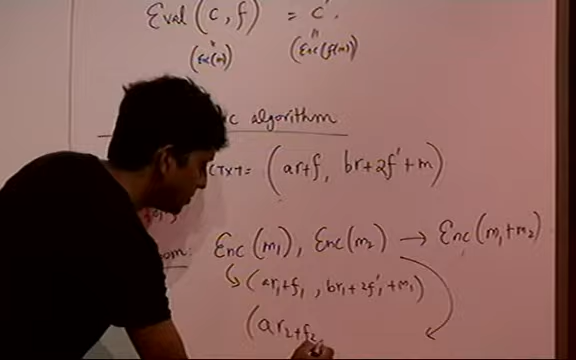 Eval(c, f) = c'.
(Enc(m)) (Enc(f(m)))
c algorithm
CTXT = (ar+f, br+2f'+m)
om: Enc(m₁), Enc(m₂) → Enc(m₁+m₂)
↳(ar₁+f₁, br₁+2f'₁+m₁)
(ar₂+f₂,